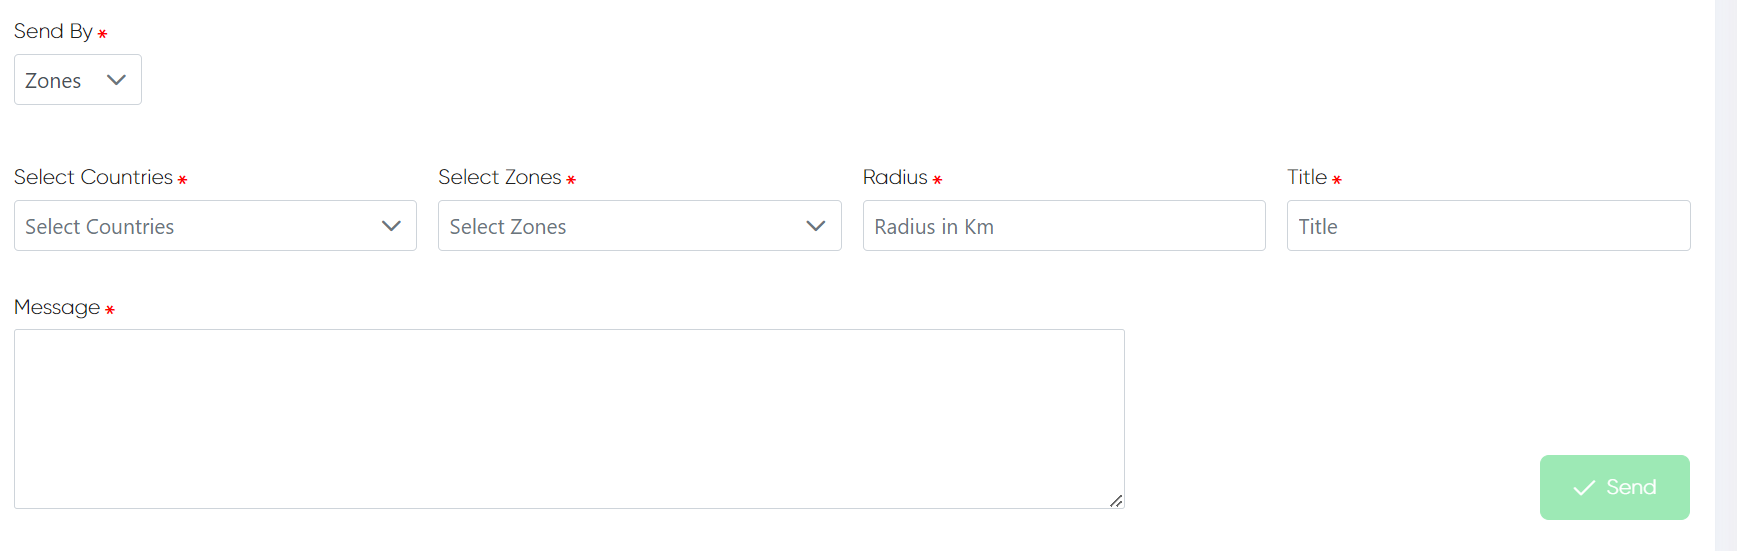 Send By *
Zones
Select Countries * Select Zones * Radius * Title *
Select Countries Select Zones Radius in Km Title
Message *
Send